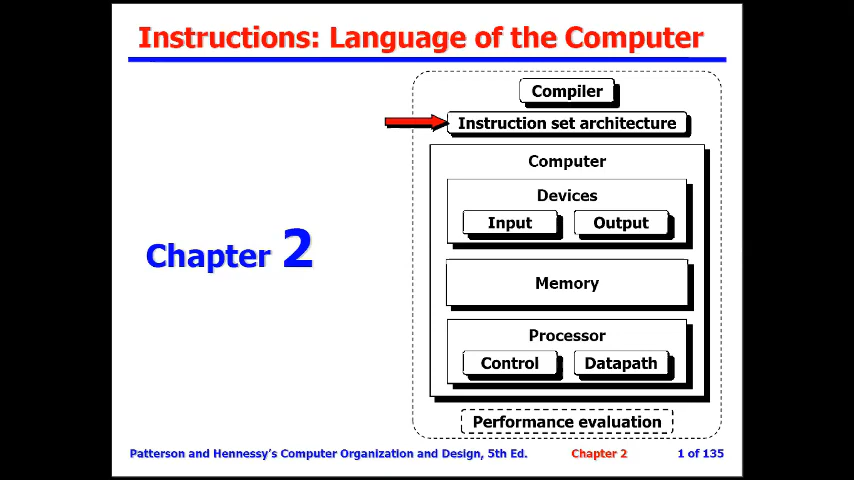 Instructions: Language of the Computer
Compiler
Instruction set architecture
Computer
Devices
Input Output
Chapter 2
Memory
Processor
Control Datapath
Performance evaluation
Patterson and Hennessy's Computer Organization and Design, 5th Ed. Chapter 2 1 of 135